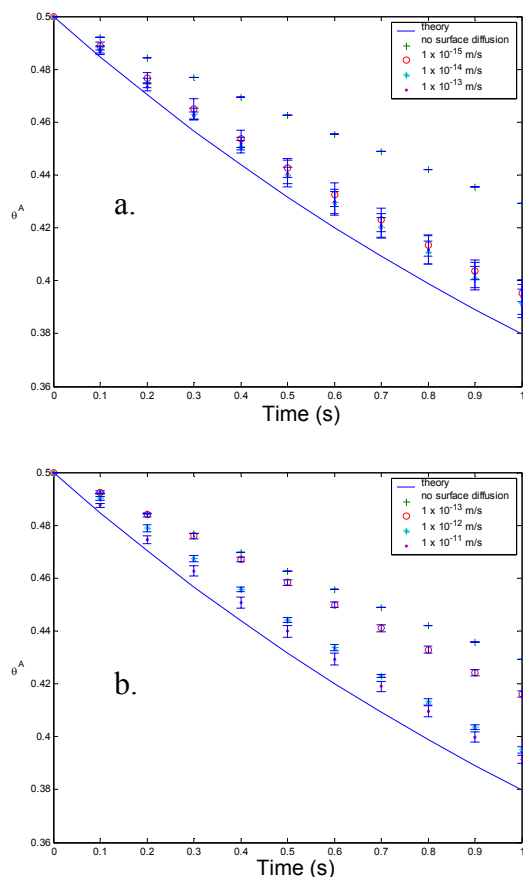 0.5
0.48
0.46
0.44
0.42
0.4
0.38
0.36
θ^A
a.
theory
no surface diffusion
1 x 10^-15 m/s
1 x 10^-14 m/s
1 x 10^-13 m/s
0 0.1 0.2 0.3 0.4 0.5 0.6 0.7 0.8 0.9 1
Time (s)
0.5
0.48
0.46
0.44
0.42
0.4
0.38
0.36
θ^A
b.
theory
no surface diffusion
1 x 10^-13 m/s
1 x 10^-12 m/s
1 x 10^-11 m/s
0 0.1 0.2 0.3 0.4 0.5 0.6 0.7 0.8 0.9 1
Time (s)